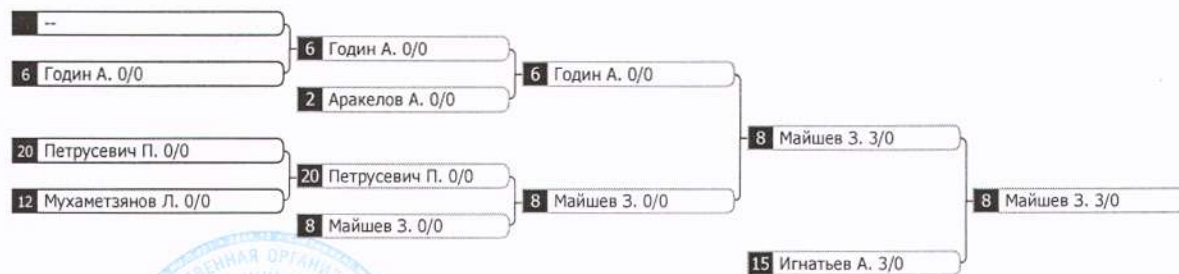 --
6 Годин А. 0/0
6 Годин А. 0/0
2 Аракелов А. 0/0
6 Годин А. 0/0
20 Петрусевич П. 0/0
12 Мухаметзянов Л. 0/0
20 Петрусевич П. 0/0
8 Майшев З. 0/0
8 Майшев З. 0/0
8 Майшев З. 3/0
15 Игнатьев А. 3/0
8 Майшев З. 3/0